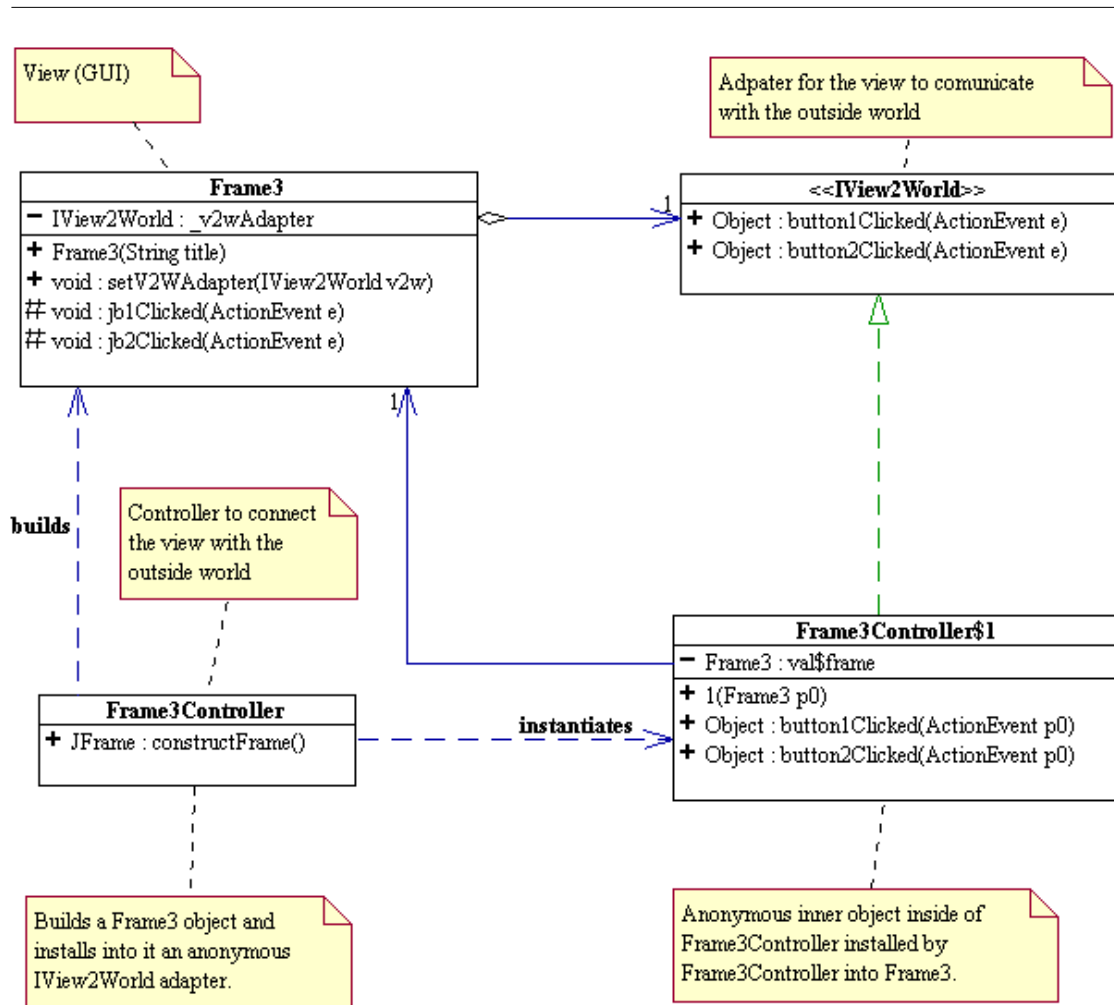 View (GUI)
Adpater for the view to comunicate
with the outside world
Frame3
− IView2World : _v2wAdapter
+ Frame3(String title)
+ void : setV2WAdapter(IView2World v2w)
# void : jb1Clicked(ActionEvent e)
# void : jb2Clicked(ActionEvent e)
1
<<IView2World>>
+ Object : button1Clicked(ActionEvent e)
+ Object : button2Clicked(ActionEvent e)
1
builds
Controller to connect
the view with the
outside world
Frame3Controller
+ JFrame : constructFrame()
instantiates
Frame3Controller$1
− Frame3 : val$frame
+ 1(Frame3 p0)
+ Object : button1Clicked(ActionEvent p0)
+ Object : button2Clicked(ActionEvent p0)
Builds a Frame3 object and
installs into it an anonymous
IView2World adapter.
Anonymous inner object inside of
Frame3Controller installed by
Frame3Controller into Frame3.